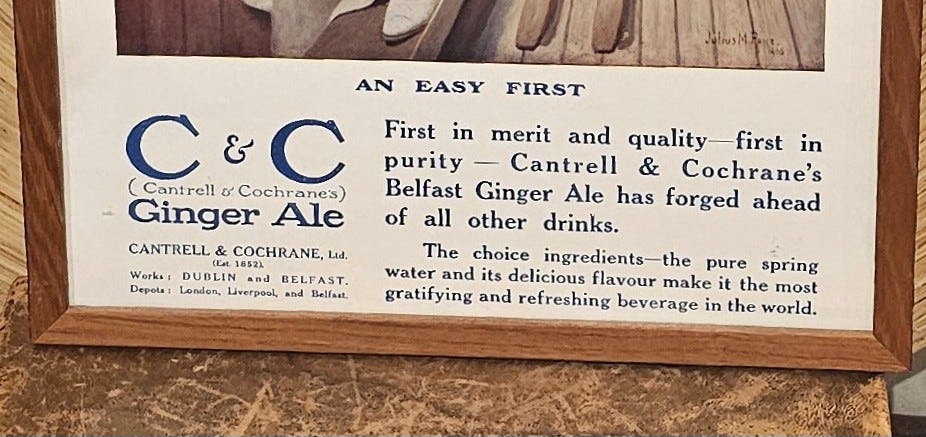 Julius M. Price
AN EASY FIRST
C & C
(Cantrell & Cochrane's)
Ginger Ale
CANTRELL & COCHRANE, Ltd.
(Est. 1852).
Works: DUBLIN and BELFAST.
Depots: London, Liverpool, and Belfast.
First in merit and quality—first in
purity — Cantrell & Cochrane's
Belfast Ginger Ale has forged ahead
of all other drinks.
The choice ingredients—the pure spring
water and its delicious flavour make it the most
gratifying and refreshing beverage in the world.